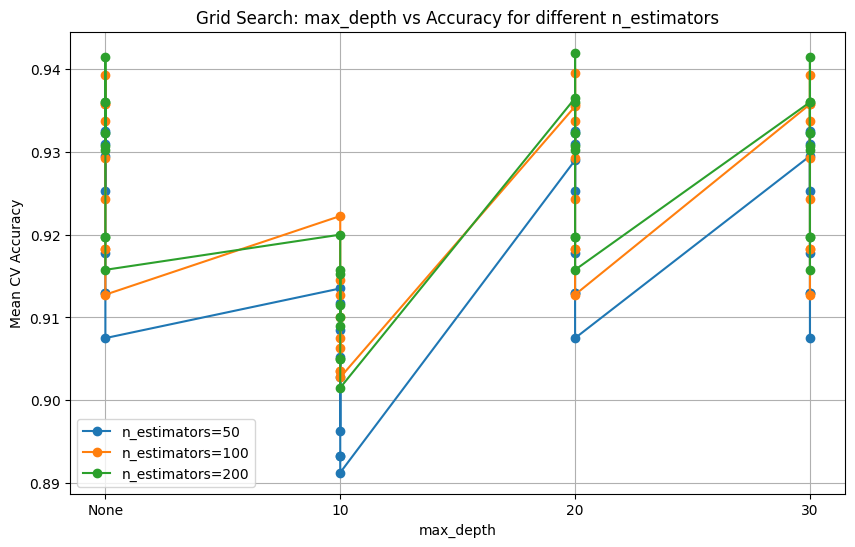 Grid Search: max_depth vs Accuracy for different n_estimators
Mean CV Accuracy
0.94
0.93
0.92
0.91
0.90
0.89
n_estimators=50
n_estimators=100
n_estimators=200
None
10
20
30
max_depth